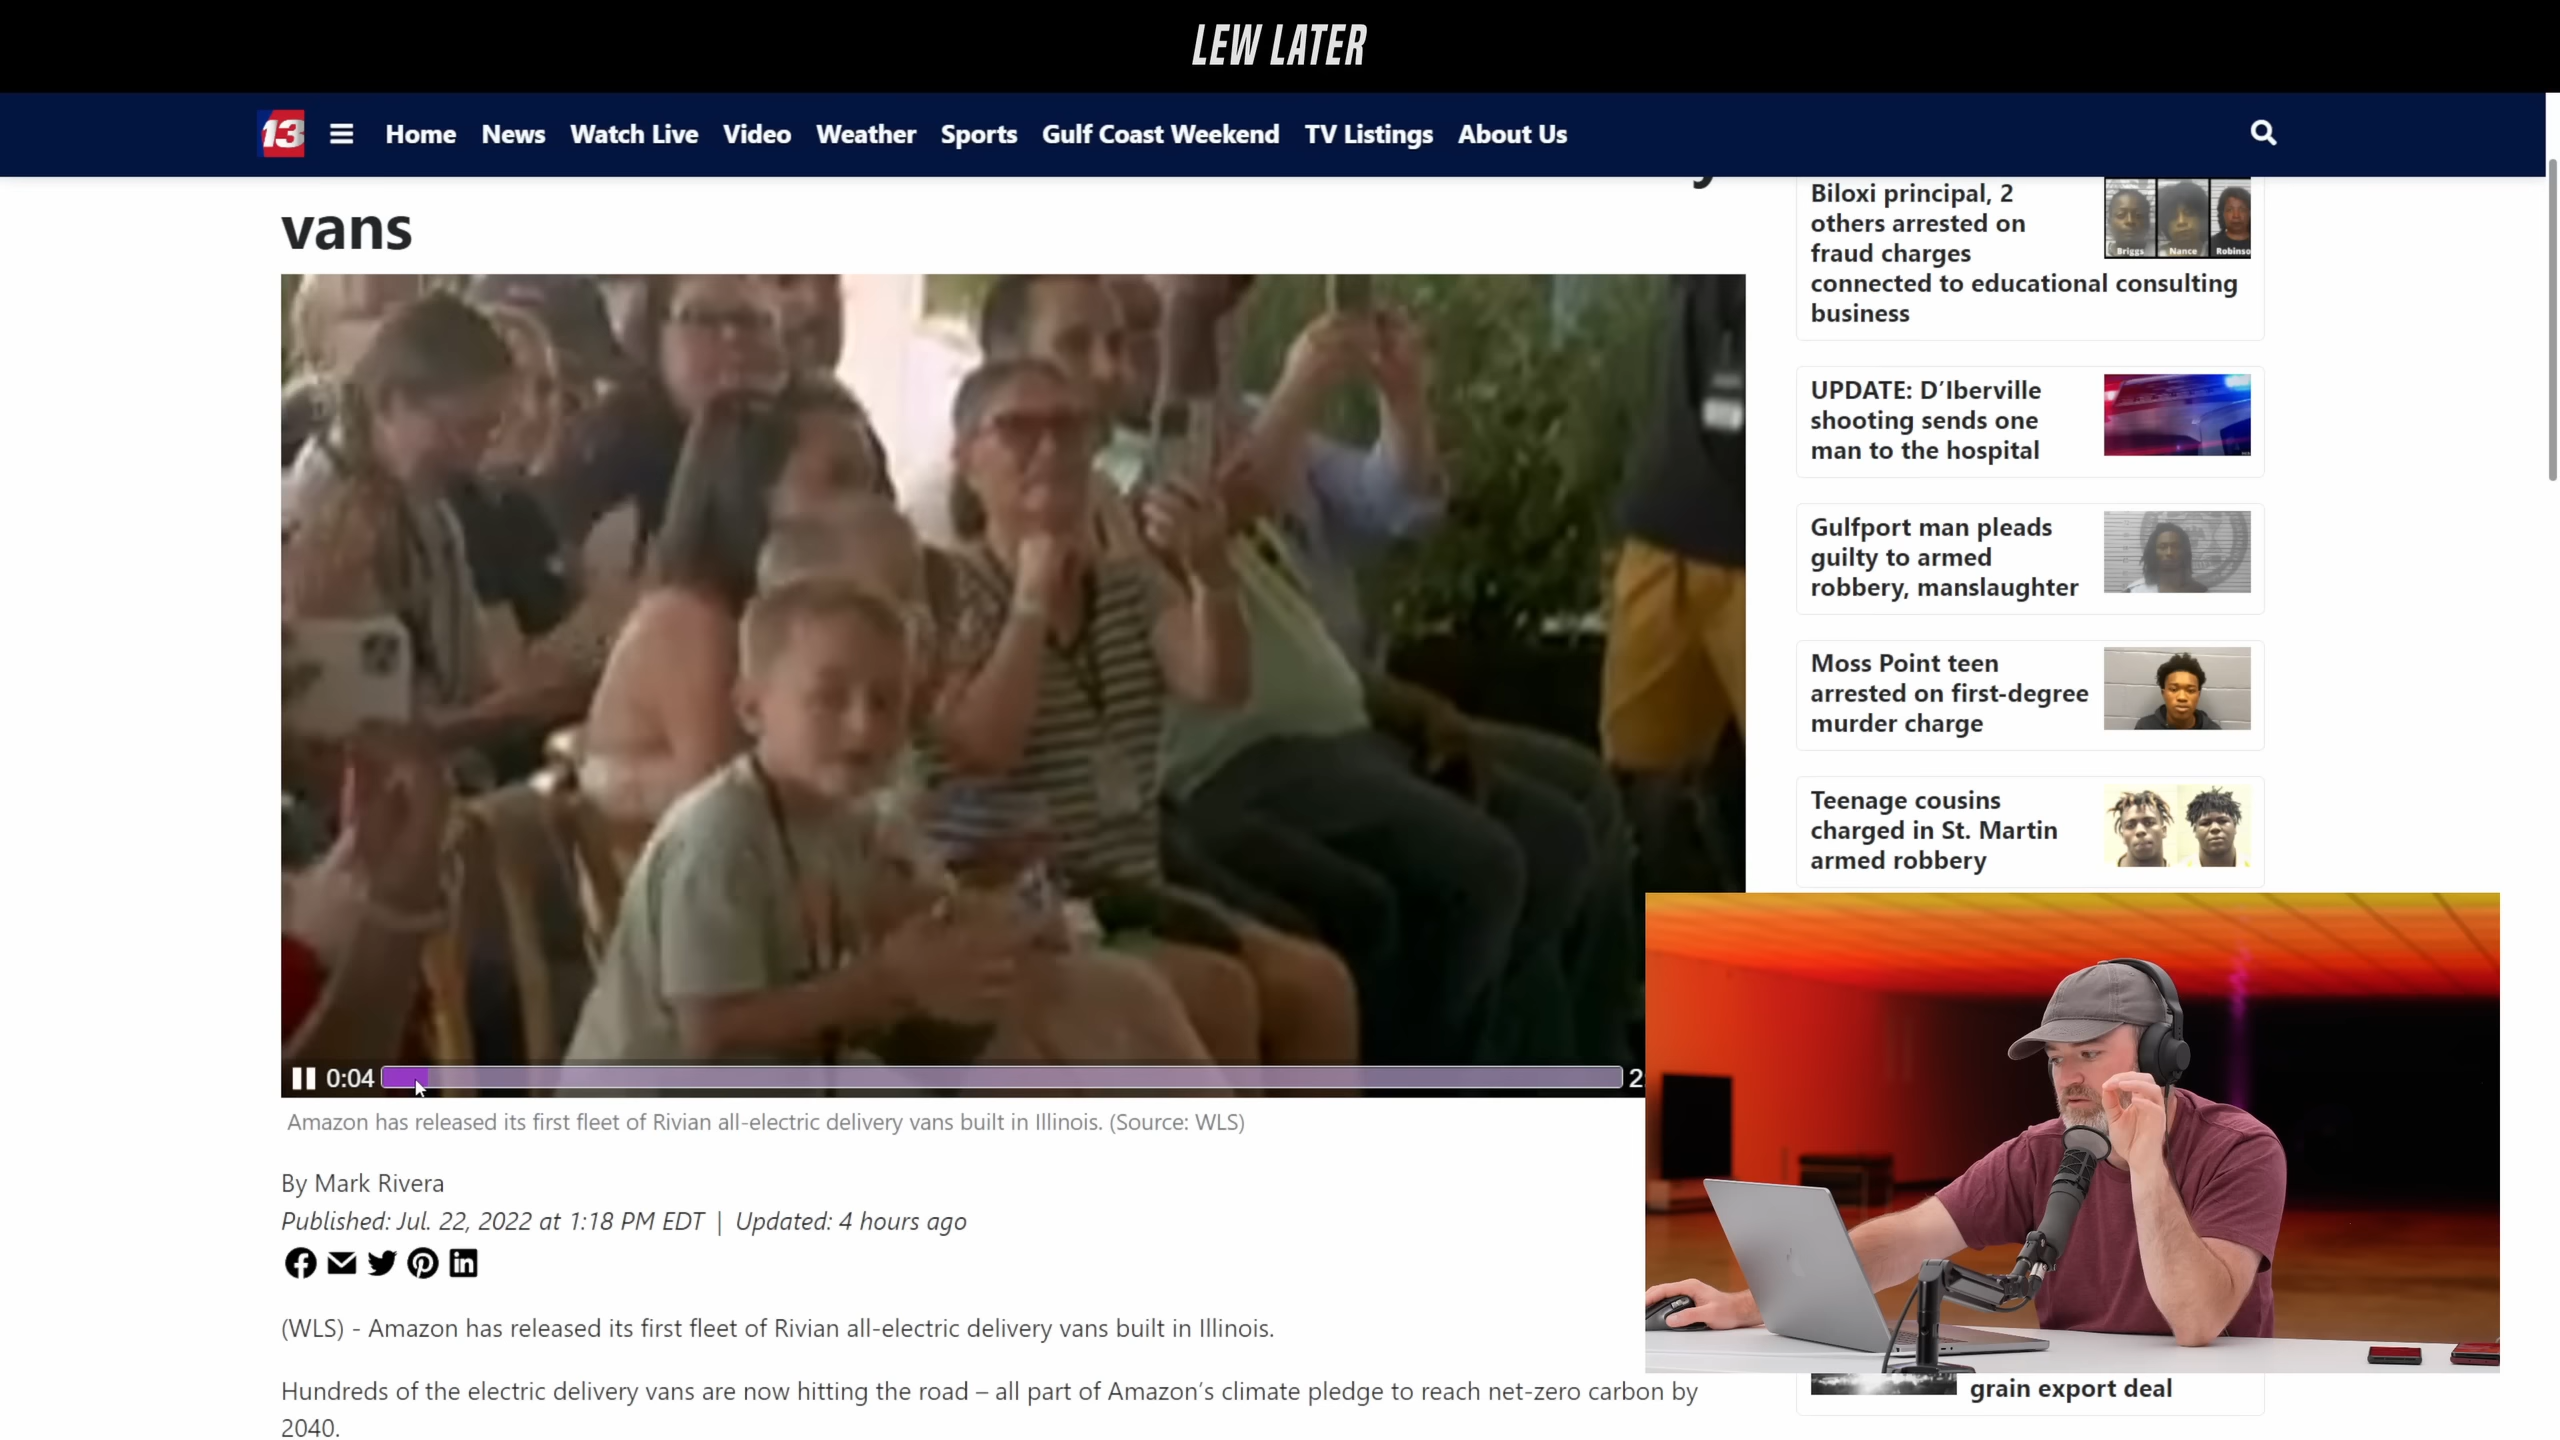 LEW LATER
13 Home News Watch Live Video Weather Sports Gulf Coast Weekend TV Listings About Us
vans
0:04
2
Amazon has released its first fleet of Rivian all-electric delivery vans built in Illinois. (Source: WLS)
By Mark Rivera
Published: Jul. 22, 2022 at 1:18 PM EDT | Updated: 4 hours ago
(WLS) - Amazon has released its first fleet of Rivian all-electric delivery vans built in Illinois.
Hundreds of the electric delivery vans are now hitting the road – all part of Amazon's climate pledge to reach net-zero carbon by
2040.
Biloxi principal, 2
others arrested on
fraud charges
connected to educational consulting
business
Briggs Nance Robinso
UPDATE: D'Iberville
shooting sends one
man to the hospital
Gulfport man pleads
guilty to armed
robbery, manslaughter
Moss Point teen
arrested on first-degree
murder charge
Teenage cousins
charged in St. Martin
armed robbery
grain export deal